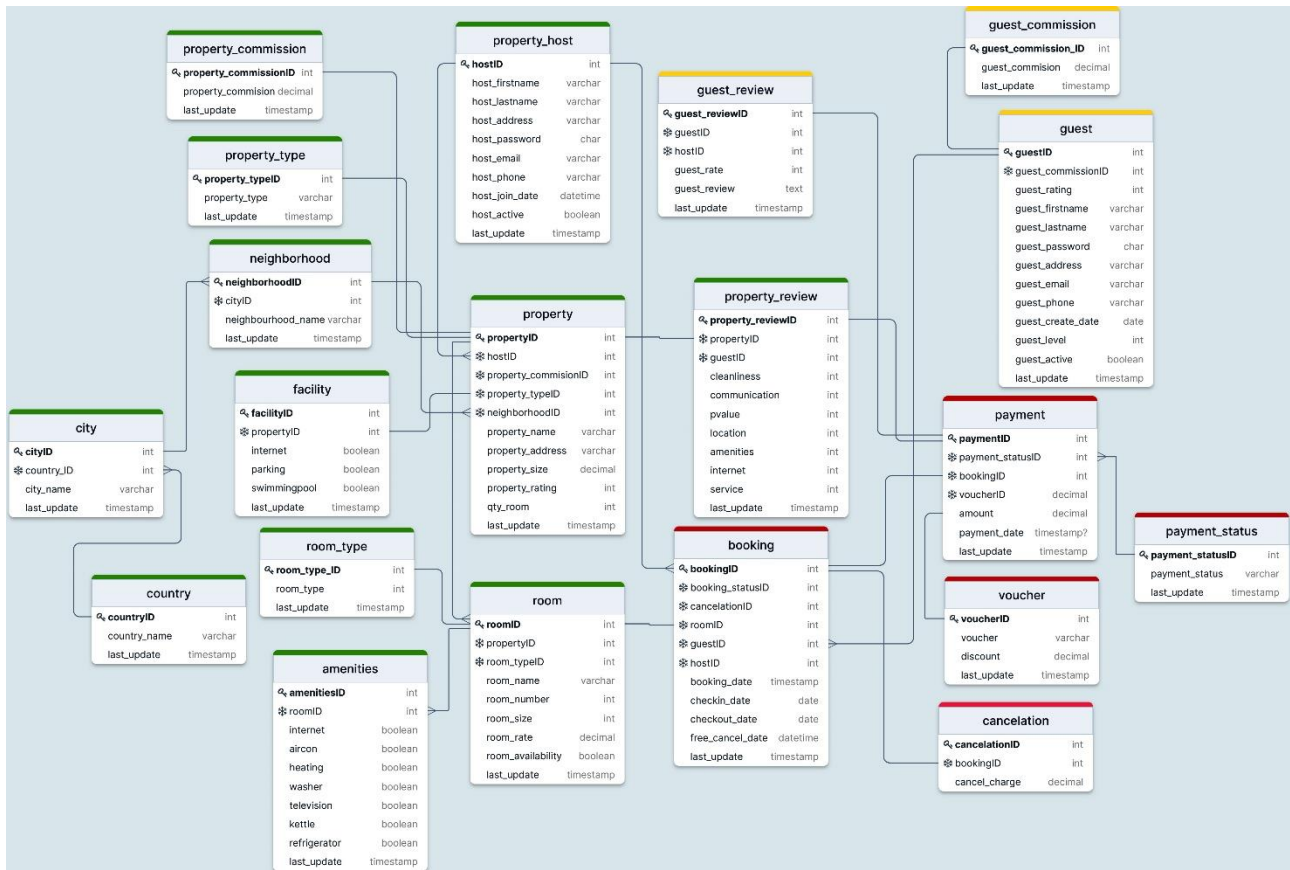 property_commission
property_commissionID int
property_commision decimal
last_update timestamp
property_type
property_typeID int
property_type varchar
last_update timestamp
neighborhood
neighborhoodID int
cityID int
neighbourhood_name varchar
last_update timestamp
facility
facilityID int
propertyID int
internet boolean
parking boolean
swimmingpool boolean
last_update timestamp
city
cityID int
country_ID int
city_name varchar
last_update timestamp
country
countryID int
country_name varchar
last_update timestamp
room_type
room_type_ID int
room_type int
last_update timestamp
amenities
amenitiesID int
roomID int
internet boolean
aircon boolean
heating boolean
washer boolean
television boolean
kettle boolean
refrigerator boolean
last_update timestamp
property_host
hostID int
host_firstname varchar
host_lastname varchar
host_address varchar
host_password char
host_email varchar
host_phone varchar
host_join_date datetime
host_active boolean
last_update timestamp
property
propertyID int
hostID int
property_commisionID int
property_typeID int
neighborhoodID int
property_name varchar
property_address varchar
property_size decimal
property_rating int
qty_room int
last_update timestamp
room
roomID int
propertyID int
room_typeID int
room_name varchar
room_number int
room_size int
room_rate decimal
room_availability boolean
last_update timestamp
guest_review
guest_reviewID int
guestID int
hostID int
guest_rate int
guest_review text
last_update timestamp
property_review
property_reviewID int
propertyID int
guestID int
cleanliness int
communication int
pvalue int
location int
amenities int
internet int
service int
last_update timestamp
booking
bookingID int
booking_statusID int
cancelationID int
roomID int
guestID int
hostID int
booking_date timestamp
checkin_date date
checkout_date date
free_cancel_date datetime
last_update timestamp
guest_commission
guest_commission_ID int
guest_commision decimal
last_update timestamp
guest
guestID int
guest_commissionID int
guest_rating int
guest_firstname varchar
guest_lastname varchar
guest_password char
guest_address varchar
guest_email varchar
guest_phone varchar
guest_create_date date
guest_level int
guest_active boolean
last_update timestamp
payment
paymentID int
payment_statusID int
bookingID int
voucherID decimal
amount decimal
payment_date timestamp?
last_update timestamp
payment_status
payment_statusID int
payment_status varchar
last_update timestamp
voucher
voucherID int
voucher varchar
discount decimal
last_update timestamp
cancelation
cancelationID int
bookingID int
cancel_charge decimal